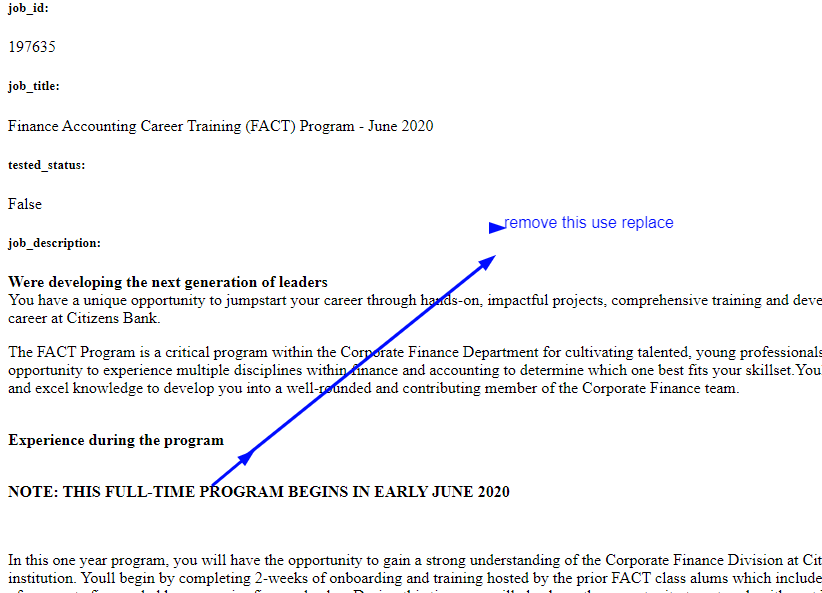 job_id:
197635
job_title:
Finance Accounting Career Training (FACT) Program - June 2020
tested_status:
False
remove this use replace
job_description:
Were developing the next generation of leaders
You have a unique opportunity to jumpstart your career through hands-on, impactful projects, comprehensive training and deve
career at Citizens Bank.
The FACT Program is a critical program within the Corporate Finance Department for cultivating talented, young professionals
opportunity to experience multiple disciplines within finance and accounting to determine which one best fits your skillset.You
and excel knowledge to develop you into a well-rounded and contributing member of the Corporate Finance team.
Experience during the program
NOTE: THIS FULL-TIME PROGRAM BEGINS IN EARLY JUNE 2020
In this one year program, you will have the opportunity to gain a strong understanding of the Corporate Finance Division at Cit
institution. Youll begin by completing 2-weeks of onboarding and training hosted by the prior FACT class alums which include